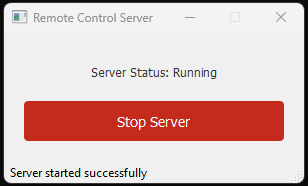 Remote Control Server
Server Status: Running
Stop Server
Server started successfully